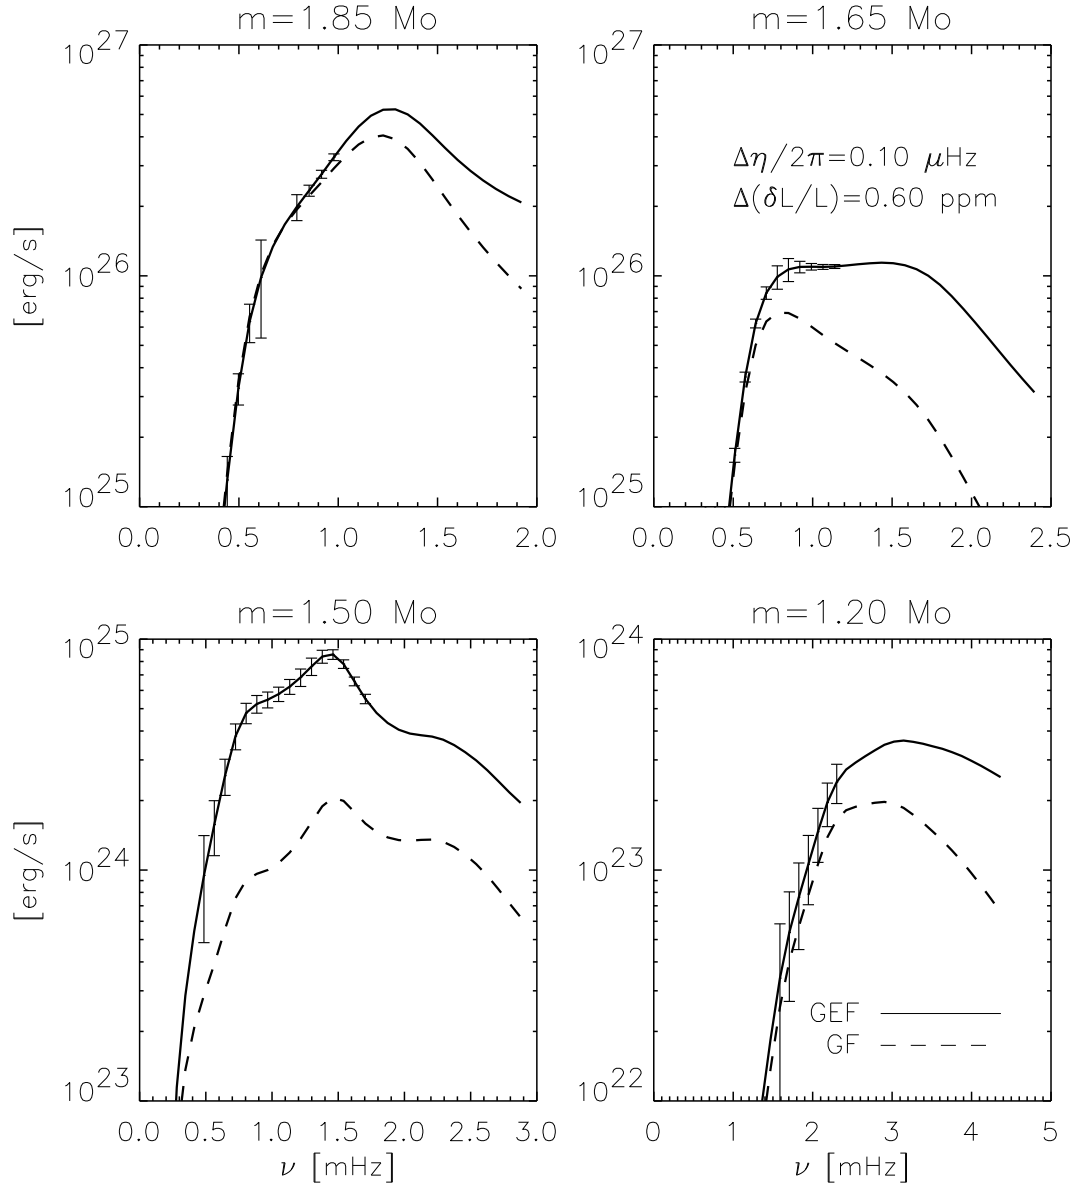 m=1.85 Mo
m=1.65 Mo
10^27
10^26
10^25
[erg/s]
0.0 0.5 1.0 1.5 2.0
10^27
10^26
10^25
Δη/2π=0.10 μHz
Δ(δL/L)=0.60 ppm
0.0 0.5 1.0 1.5 2.0 2.5
m=1.50 Mo
m=1.20 Mo
10^25
10^24
10^23
[erg/s]
0.0 0.5 1.0 1.5 2.0 2.5 3.0
ν [mHz]
10^24
10^23
10^22
GEF
GF
0 1 2 3 4 5
ν [mHz]